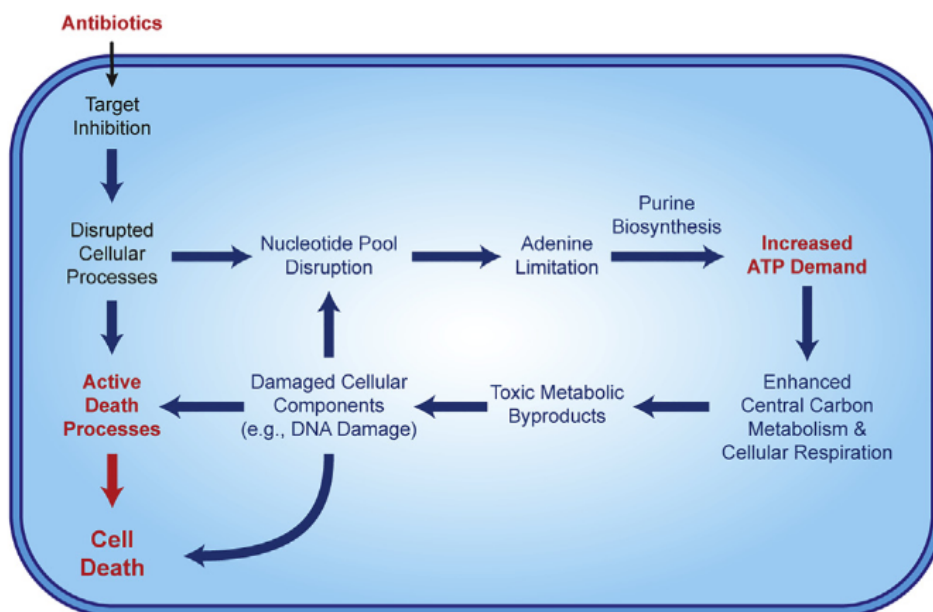 Antibiotics
Target
Inhibition
Disrupted
Cellular
Processes
Nucleotide Pool
Disruption
Adenine
Limitation
Purine
Biosynthesis
Increased
ATP Demand
Active
Death
Processes
Damaged Cellular
Components
(e.g., DNA Damage)
Toxic Metabolic
Byproducts
Enhanced
Central Carbon
Metabolism &
Cellular Respiration
Cell
Death